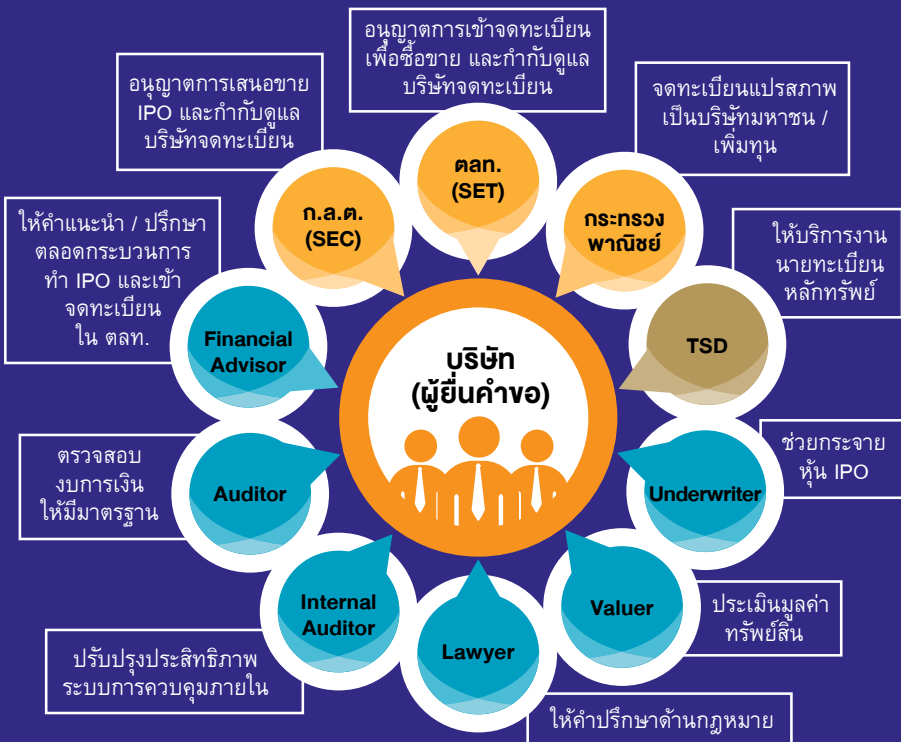 อนุญาตการเข้าจดทะเบียน
เพื่อซื้อขาย และกำกับดูแล
บริษัทจดทะเบียน
อนุญาตการเสนอขาย
IPO และกำกับดูแล
บริษัทจดทะเบียน
จดทะเบียนแปรสภาพ
เป็นบริษัทมหาชน /
เพิ่มทุน
ตลท.
(SET)
ก.ล.ต.
(SEC)
กระทรวง
พาณิชย์
ให้คำแนะนำ / ปรึกษา
ตลอดกระบวนการ
ทำ IPO และเข้า
จดทะเบียน
ใน ตลท.
ให้บริการงาน
นายทะเบียน
หลักทรัพย์
Financial
Advisor
TSD
บริษัท
(ผู้ยื่นคำขอ)
ตรวจสอบ
งบการเงิน
ให้มีมาตรฐาน
Auditor
Underwriter
ช่วยกระจาย
หุ้น IPO
Internal
Auditor
Lawyer
Valuer
ประเมินมูลค่า
ทรัพย์สิน
ปรับปรุงประสิทธิภาพ
ระบบการควบคุมภายใน
ให้คำปรึกษาด้านกฎหมาย